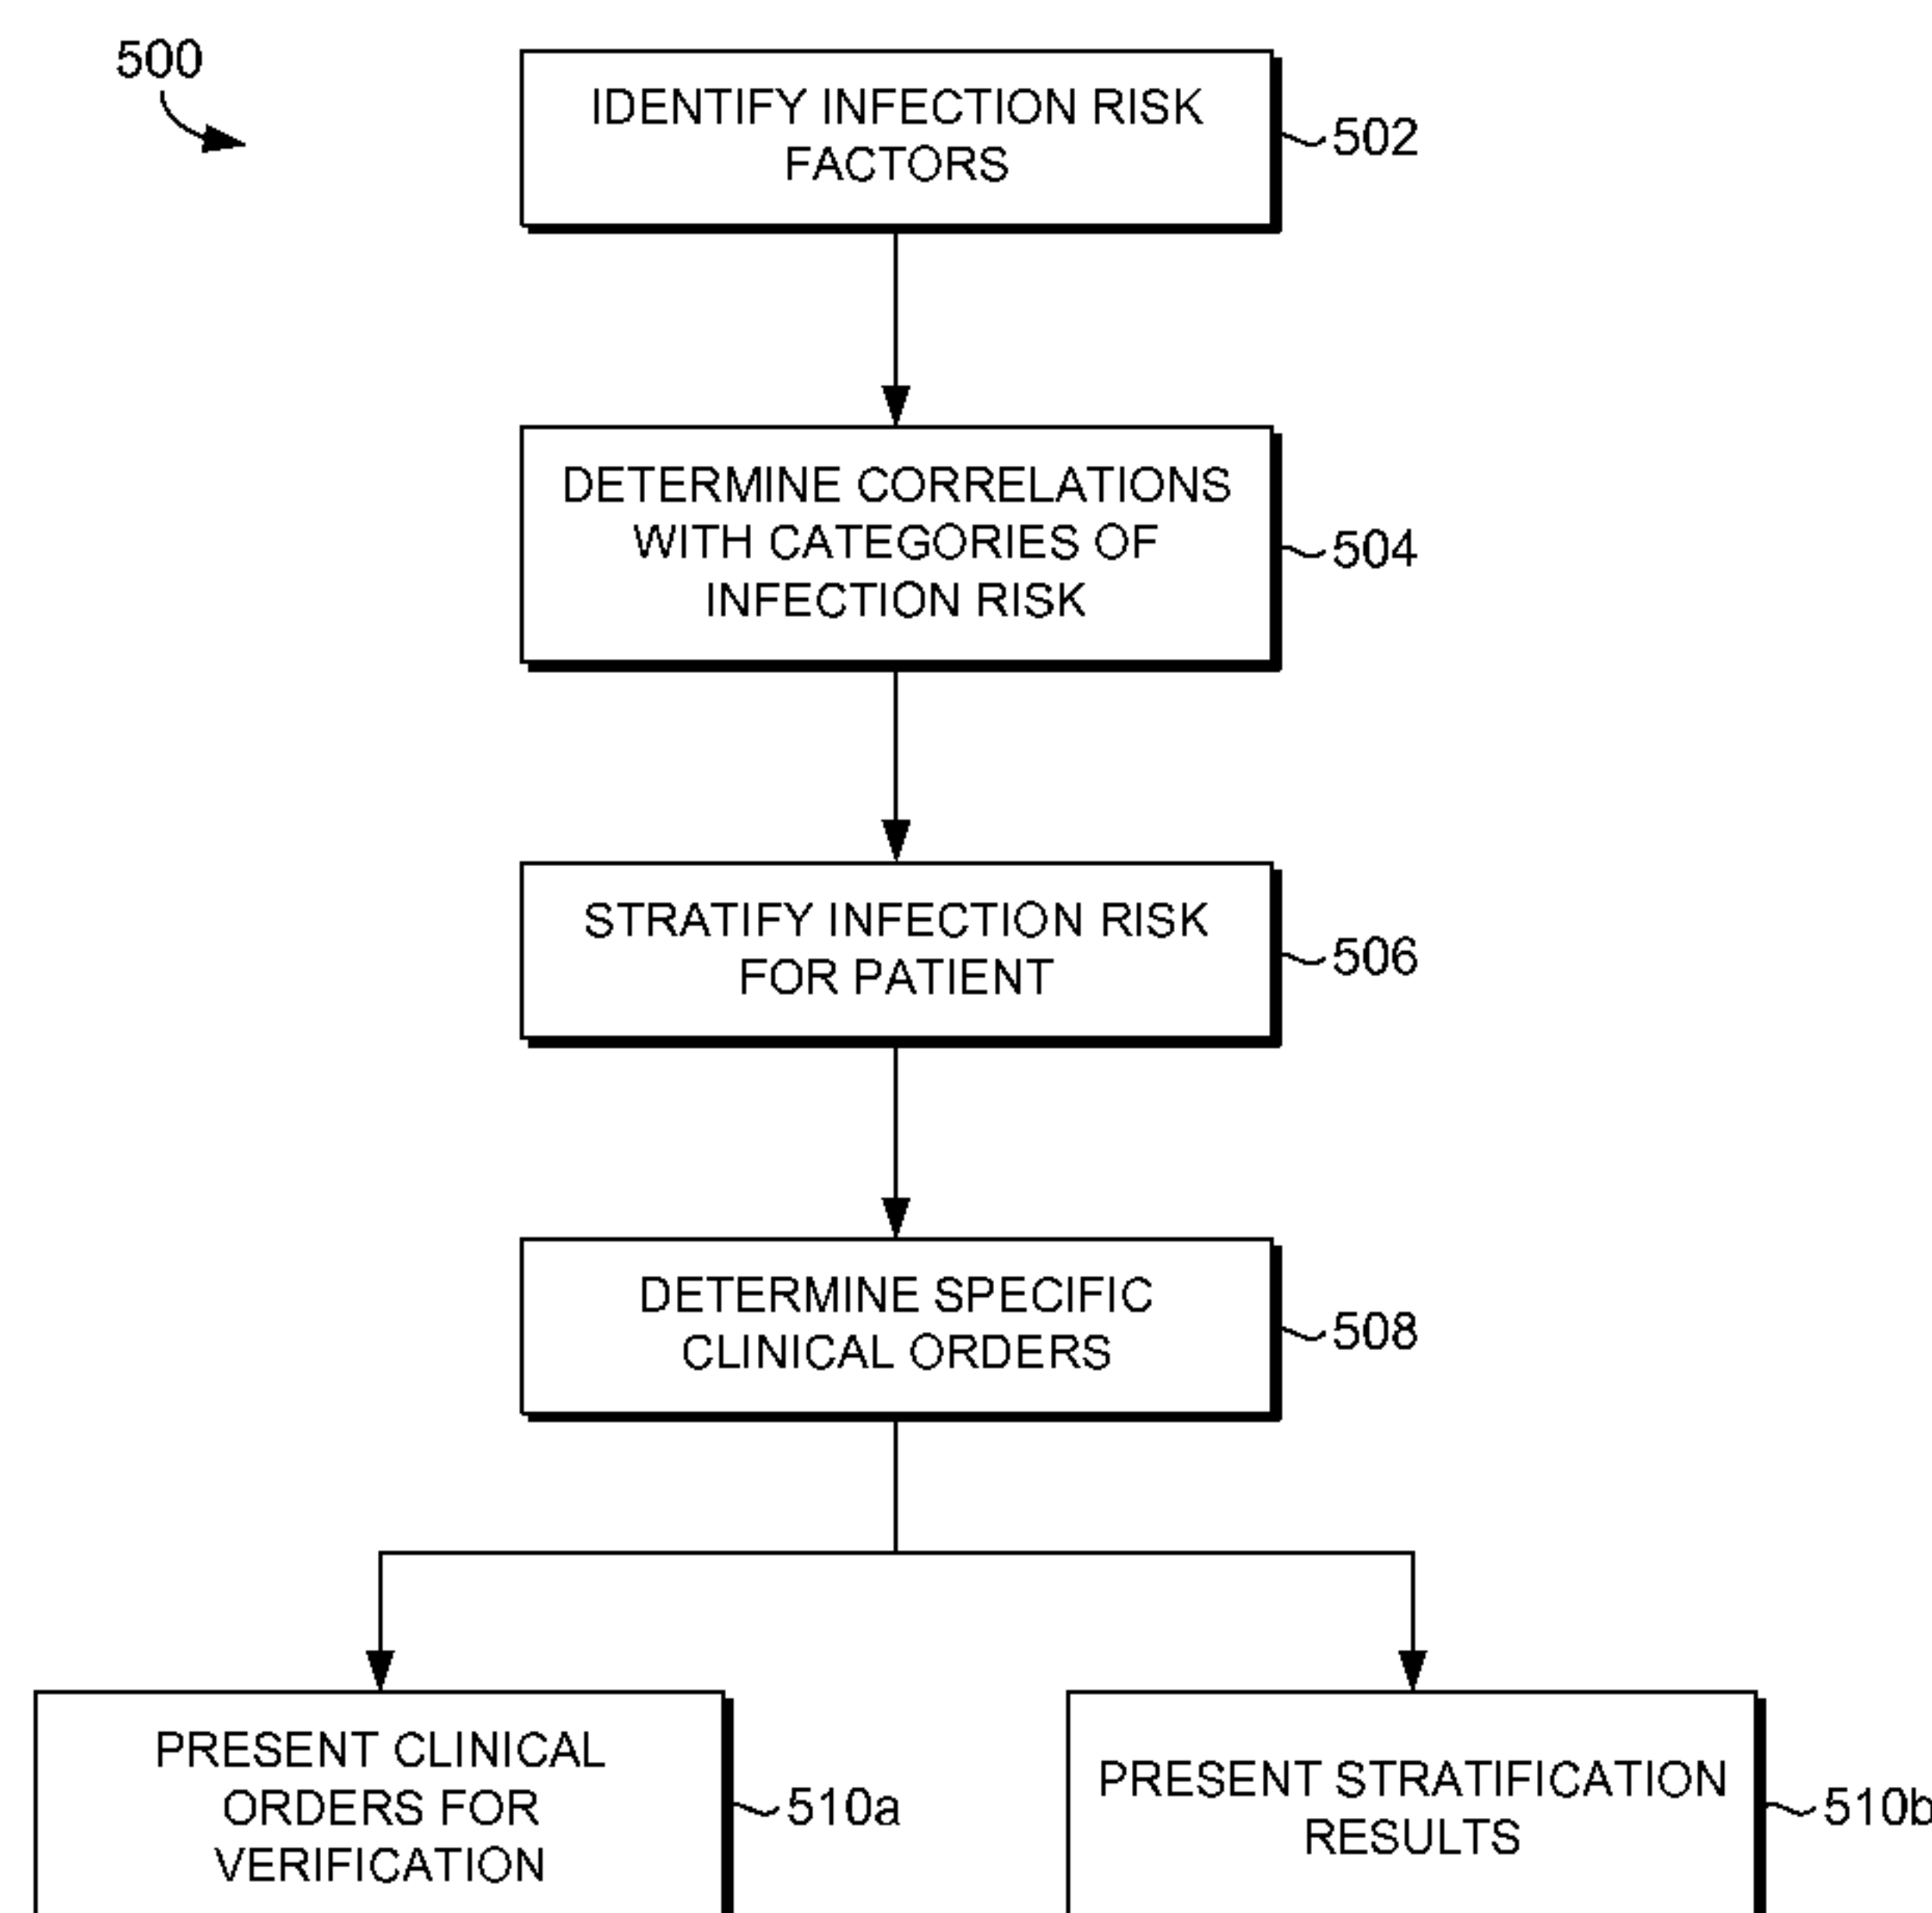 500
IDENTIFY INFECTION RISK
FACTORS
502
DETERMINE CORRELATIONS
WITH CATEGORIES OF
INFECTION RISK
504
STRATIFY INFECTION RISK
FOR PATIENT
506
DETERMINE SPECIFIC
CLINICAL ORDERS
508
PRESENT CLINICAL
ORDERS FOR
VERIFICATION
510a
PRESENT STRATIFICATION
RESULTS
510b